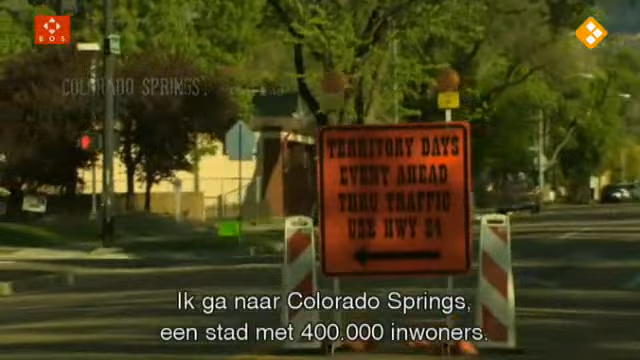 BOS
COLORADO SPRINGS,
TERRITORY DAYS
EVENT AHEAD
THRU TRAFFIC
USE HWY 24
Ik ga naar Colorado Springs,
een stad met 400.000 inwoners.